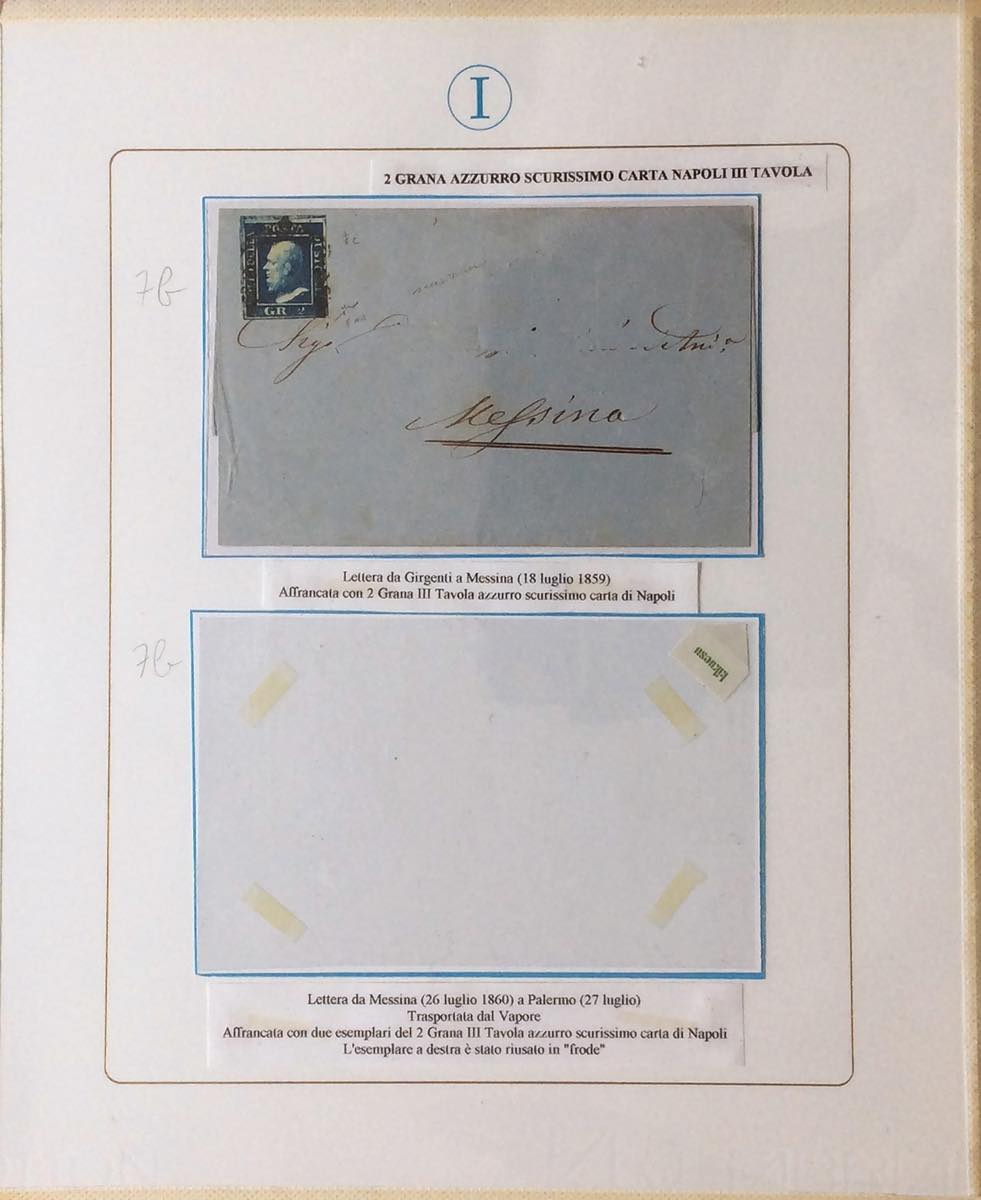 I
2 GRANA AZZURRO SCURISSIMO CARTA NAPOLI III TAVOLA
POSTA
GR 2
7b
Messina
Lettera da Girgenti a Messina (18 luglio 1859)
Affrancata con 2 Grana III Tavola azzurro scurissimo carta di Napoli
7b
Lettera da Messina (26 luglio 1860) a Palermo (27 luglio)
Trasportata dal Vapore
Affrancata con due esemplari del 2 Grana III Tavola azzurro scurissimo carta di Napoli
L'esemplare a destra è stato riusato in "frode"